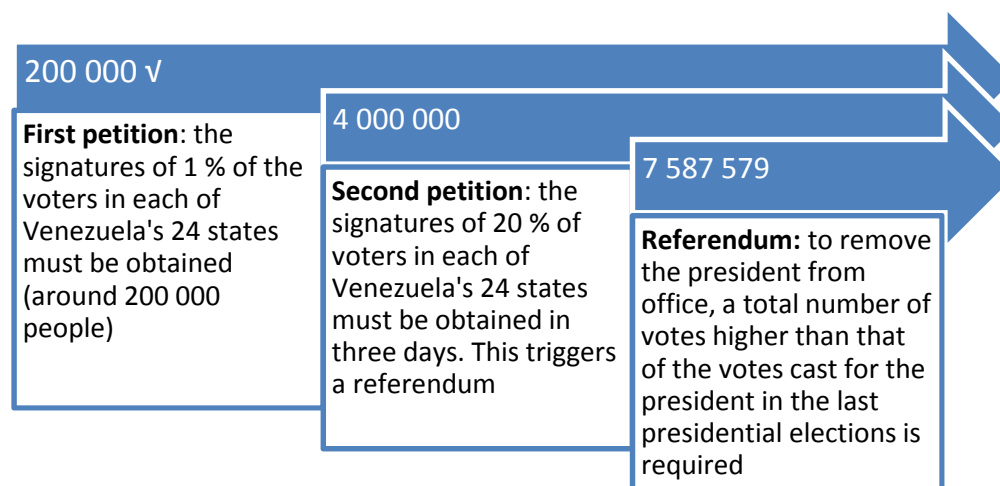 200 000 √
First petition: the
signatures of 1 % of the
voters in each of
Venezuela's 24 states
must be obtained
(around 200 000
people)
4 000 000
Second petition: the
signatures of 20 % of
voters in each of
Venezuela's 24 states
must be obtained in
three days. This triggers
a referendum
7 587 579
Referendum: to remove
the president from
office, a total number of
votes higher than that
of the votes cast for the
president in the last
presidential elections is
required